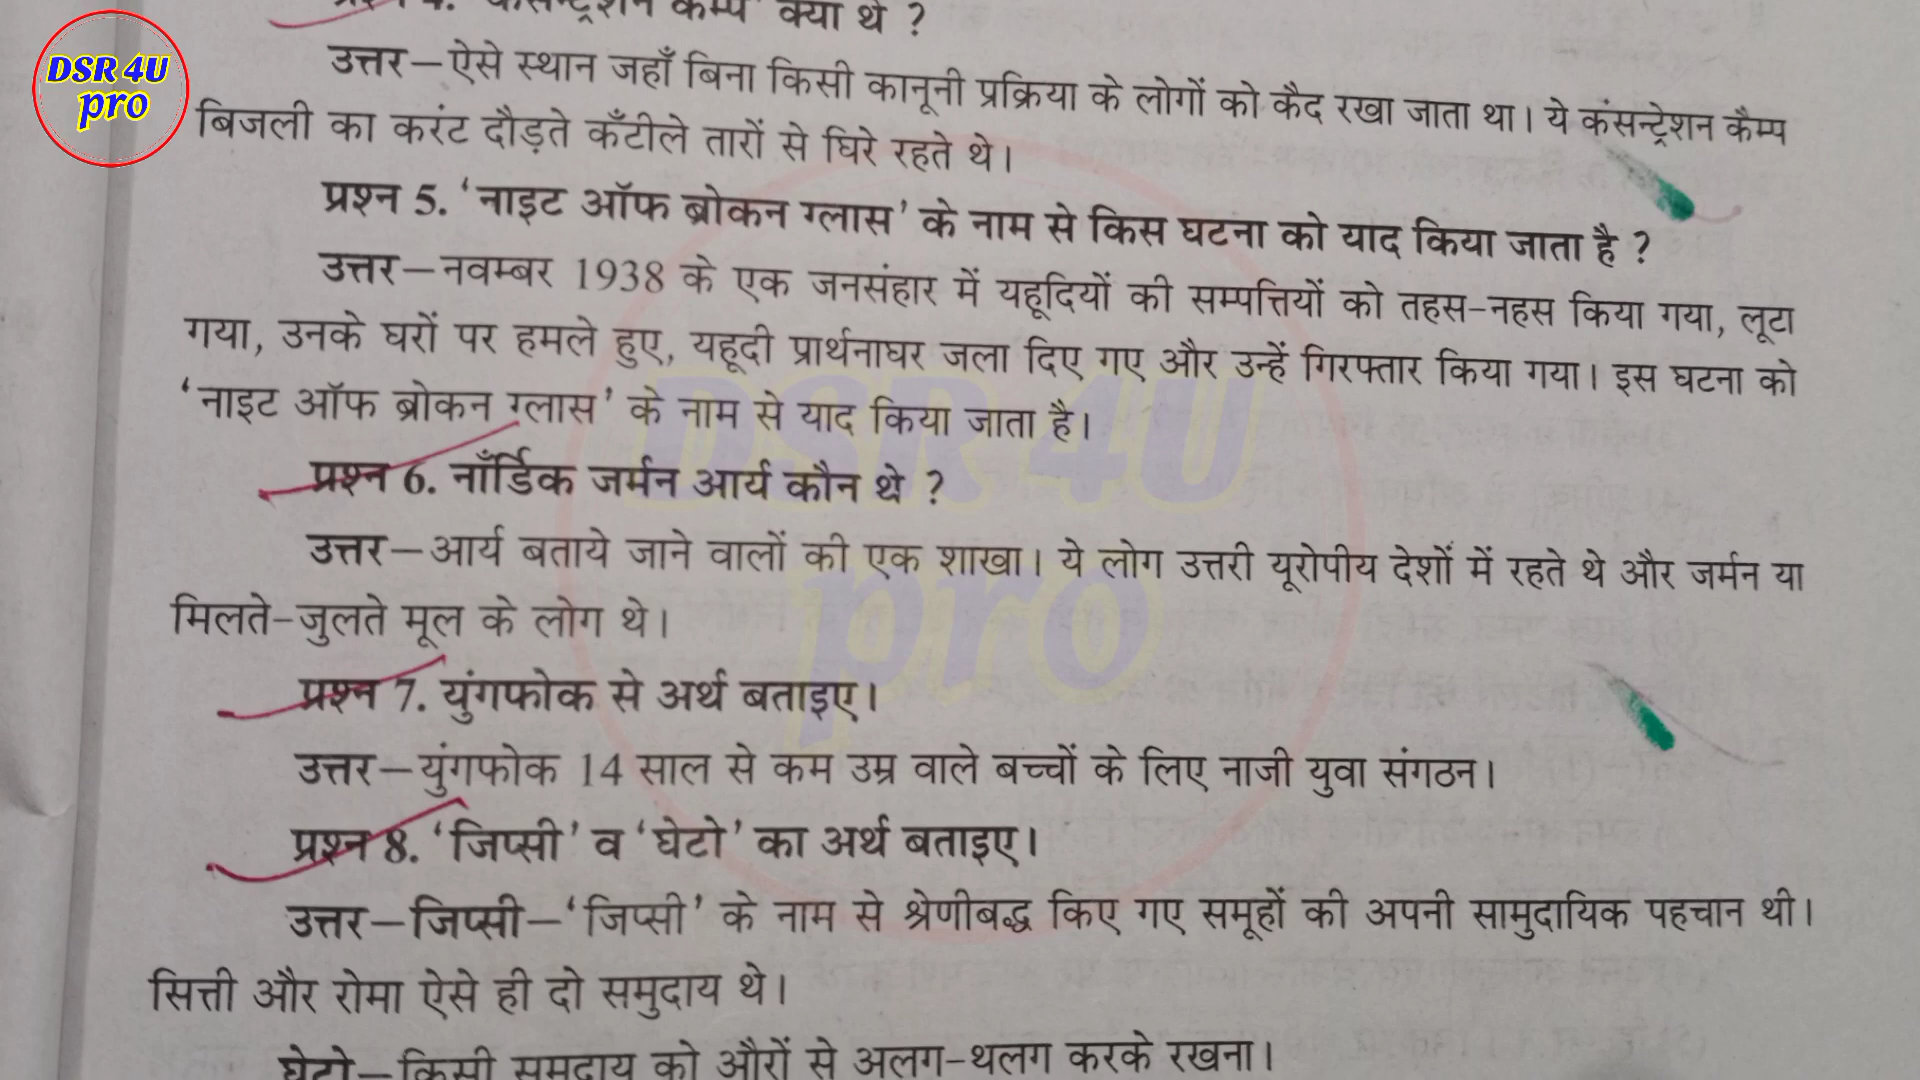 DSR 4U
pro
प्रश्न 4. 'कंसन्ट्रेशन कैम्प' क्या थे ?
उत्तर—ऐसे स्थान जहाँ बिना किसी कानूनी प्रक्रिया के लोगों को कैद रखा जाता था। ये कंसन्ट्रेशन कैम्प
बिजली का करंट दौड़ते कँटीले तारों से घिरे रहते थे।
प्रश्न 5. 'नाइट ऑफ ब्रोकन ग्लास' के नाम से किस घटना को याद किया जाता है ?
उत्तर—नवम्बर 1938 के एक जनसंहार में यहूदियों की सम्पत्तियों को तहस-नहस किया गया, लूटा
गया, उनके घरों पर हमले हुए, यहूदी प्रार्थनाघर जला दिए गए और उन्हें गिरफ्तार किया गया। इस घटना को
'नाइट ऑफ ब्रोकन ग्लास' के नाम से याद किया जाता है।
प्रश्न 6. नॉर्डिक जर्मन आर्य कौन थे ?
उत्तर—आर्य बताये जाने वालों की एक शाखा। ये लोग उत्तरी यूरोपीय देशों में रहते थे और जर्मन या
मिलते-जुलते मूल के लोग थे।
प्रश्न 7. युंगफोक से अर्थ बताइए।
उत्तर—युंगफोक 14 साल से कम उम्र वाले बच्चों के लिए नाजी युवा संगठन।
प्रश्न 8. 'जिप्सी' व 'घेटो' का अर्थ बताइए।
उत्तर—जिप्सी—'जिप्सी' के नाम से श्रेणीबद्ध किए गए समूहों की अपनी सामुदायिक पहचान थी।
सित्ती और रोमा ऐसे ही दो समुदाय थे।
घेटो—किसी समुदाय को औरों से अलग-थलग करके रखना।
DSR 4U
pro